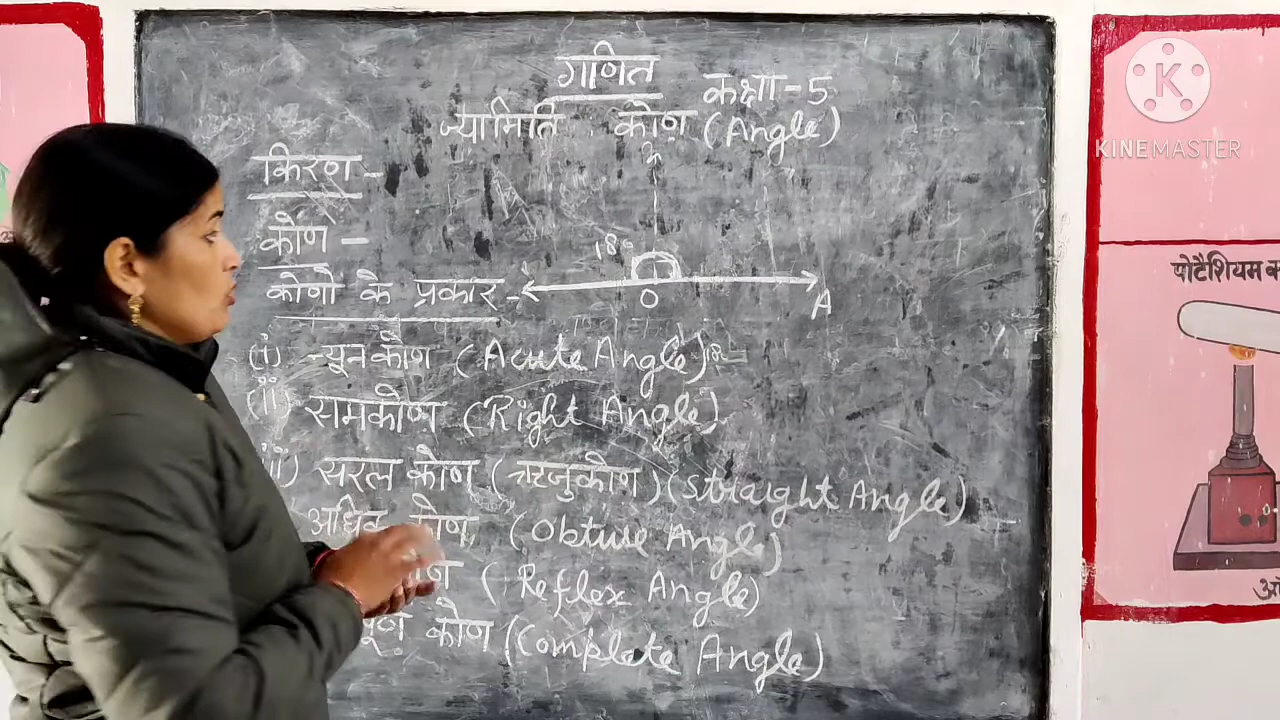 गणित
कक्षा-5
ज्यामिति कोण (Angle)
किरण-
कोण -
कोणो के प्रकार-
O
A
(i) न्यूनकोण (Acute Angle)
(ii) समकोण (Right Angle)
सरल कोण (ऋजुकोण) (Straight Angle)
अधिक कोण (Obtuse Angle)
कोण (Reflex Angle)
पूर्ण कोण (Complete Angle)
KINEMASTER
पोटैशियम